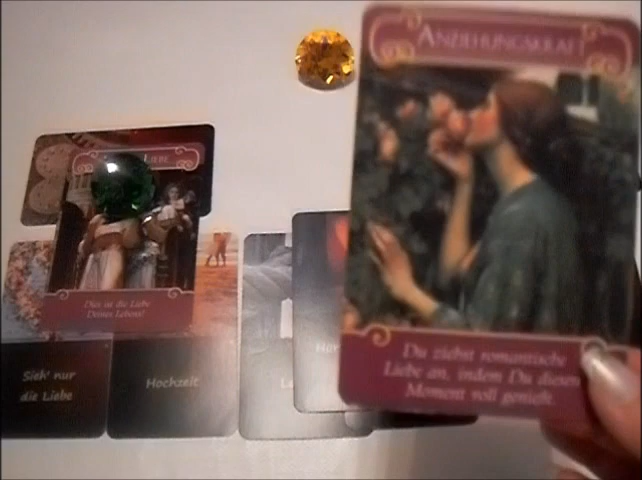 ANZIEHUNGSKRAFT
Du ziehst romantische
Liebe an, indem Du diesen
Moment voll genießt.
LIEBE
Dies ist die Liebe
Deines Lebens!
Sieh' nur
die Liebe
Hochzeit